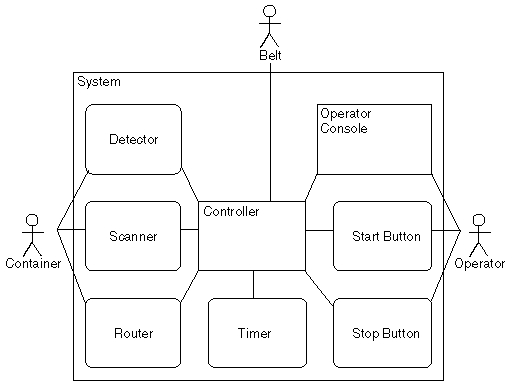 Belt
System
Operator
Console
Detector
Controller
Scanner
Start Button
Container
Operator
Router
Timer
Stop Button